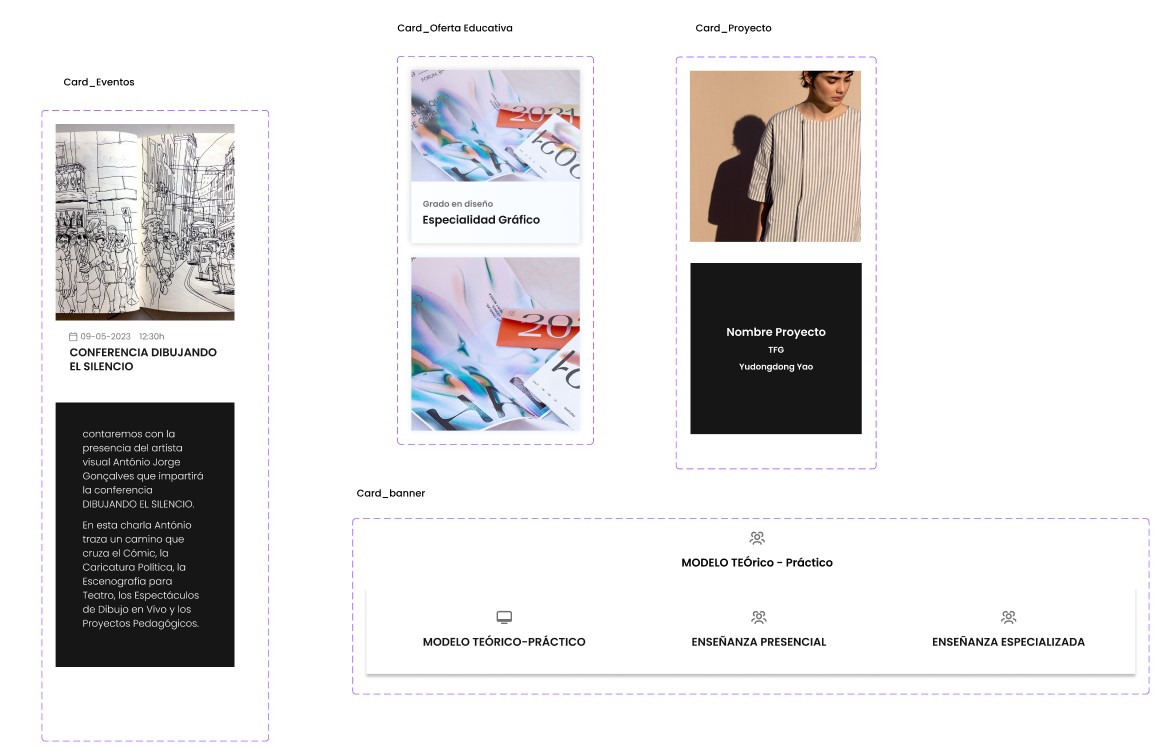 Card_Oferta Educativa
Card_Proyecto
Card_Eventos
2021
Grado en diseño
Especialidad Gráfico
09-05-2023 12:30h
CONFERENCIA DIBUJANDO
EL SILENCIO
Nombre Proyecto
TFG
Yudongdong Yao
contaremos con la
presencia del artista
visual António Jorge
Gonçalves que impartirá
la conferencia
DIBUJANDO EL SILENCIO.
En esta charla António
traza un camino que
cruza el Cómic, la
Caricatura Política, la
Escenografía para
Teatro, los Espectáculos
de Dibujo en Vivo y los
Proyectos Pedagógicos.
Card_banner
MODELO TEÓrico - Práctico
MODELO TEÓRICO-PRÁCTICO
ENSEÑANZA PRESENCIAL
ENSEÑANZA ESPECIALIZADA